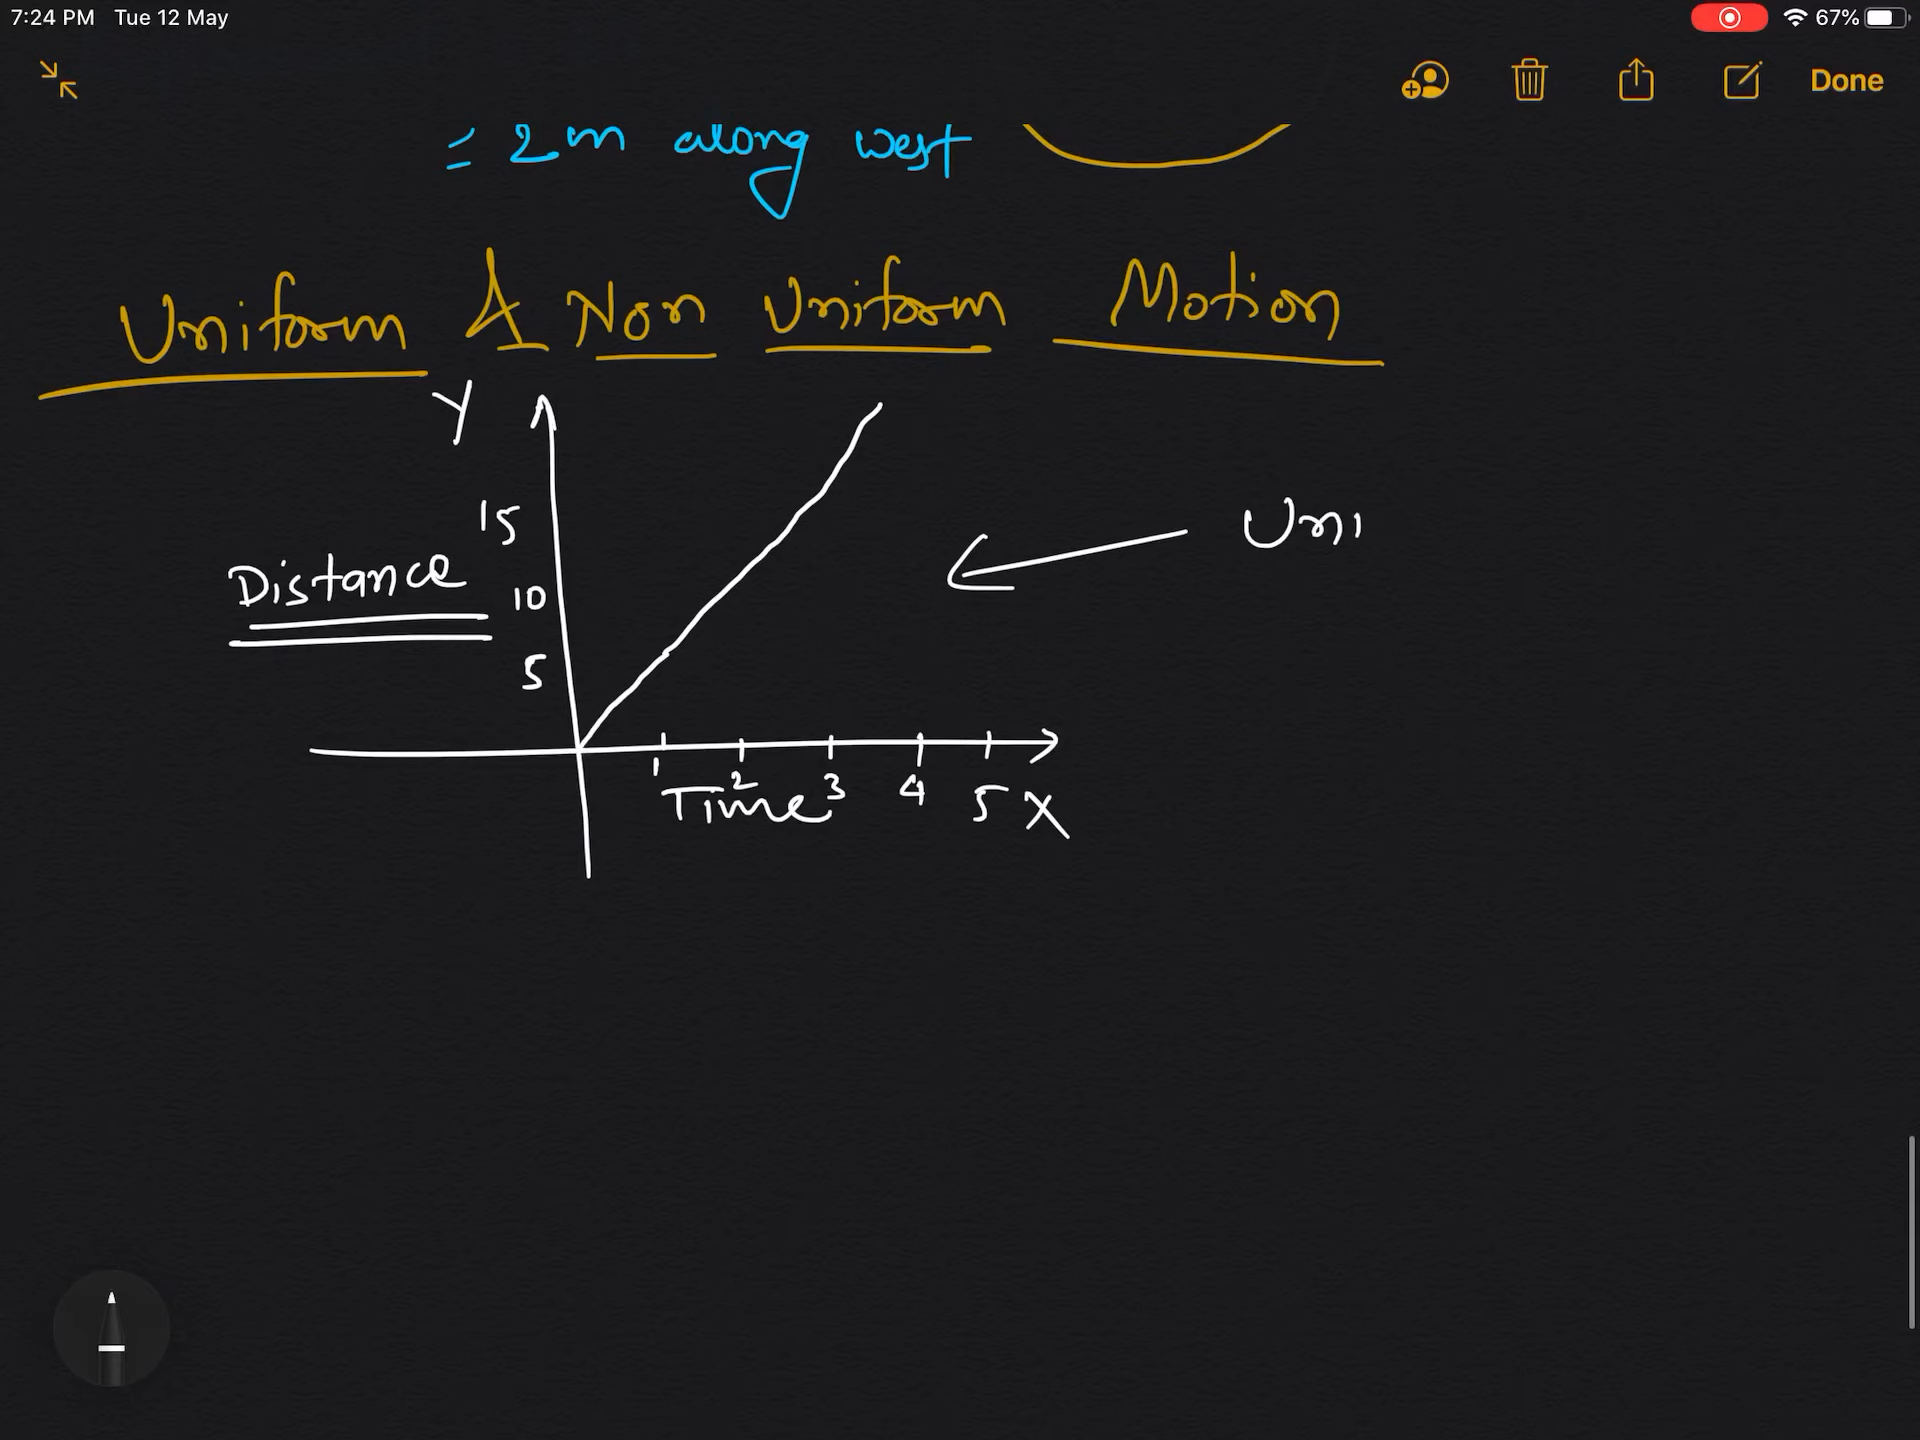 7:24 PM Tue 12 May
67%
Done
= 2m along west
Uniform & Non Uniform Motion
Y
15
Distance
10
5
Uni
1 2 3 4 5 X
Time